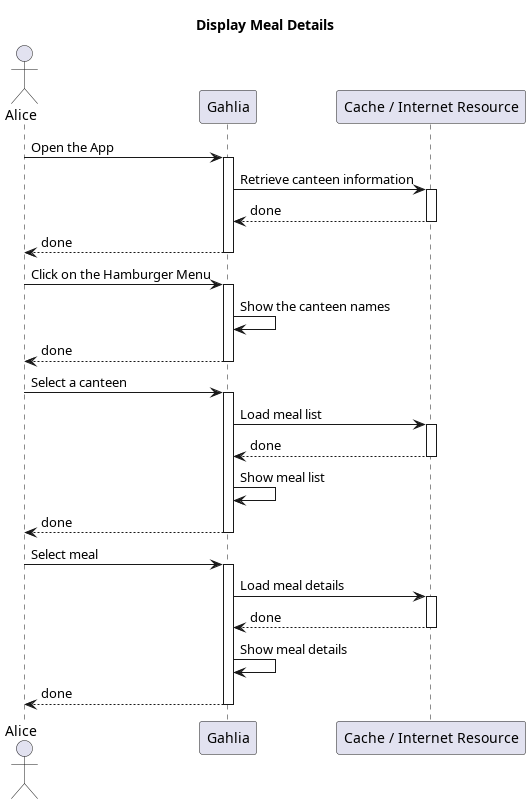 Display Meal Details
Alice
Gahlia
Cache / Internet Resource
Open the App
Retrieve canteen information
done
done
Click on the Hamburger Menu
Show the canteen names
done
Select a canteen
Load meal list
done
Show meal list
done
Select meal
Load meal details
done
Show meal details
done
Alice
Gahlia
Cache / Internet Resource